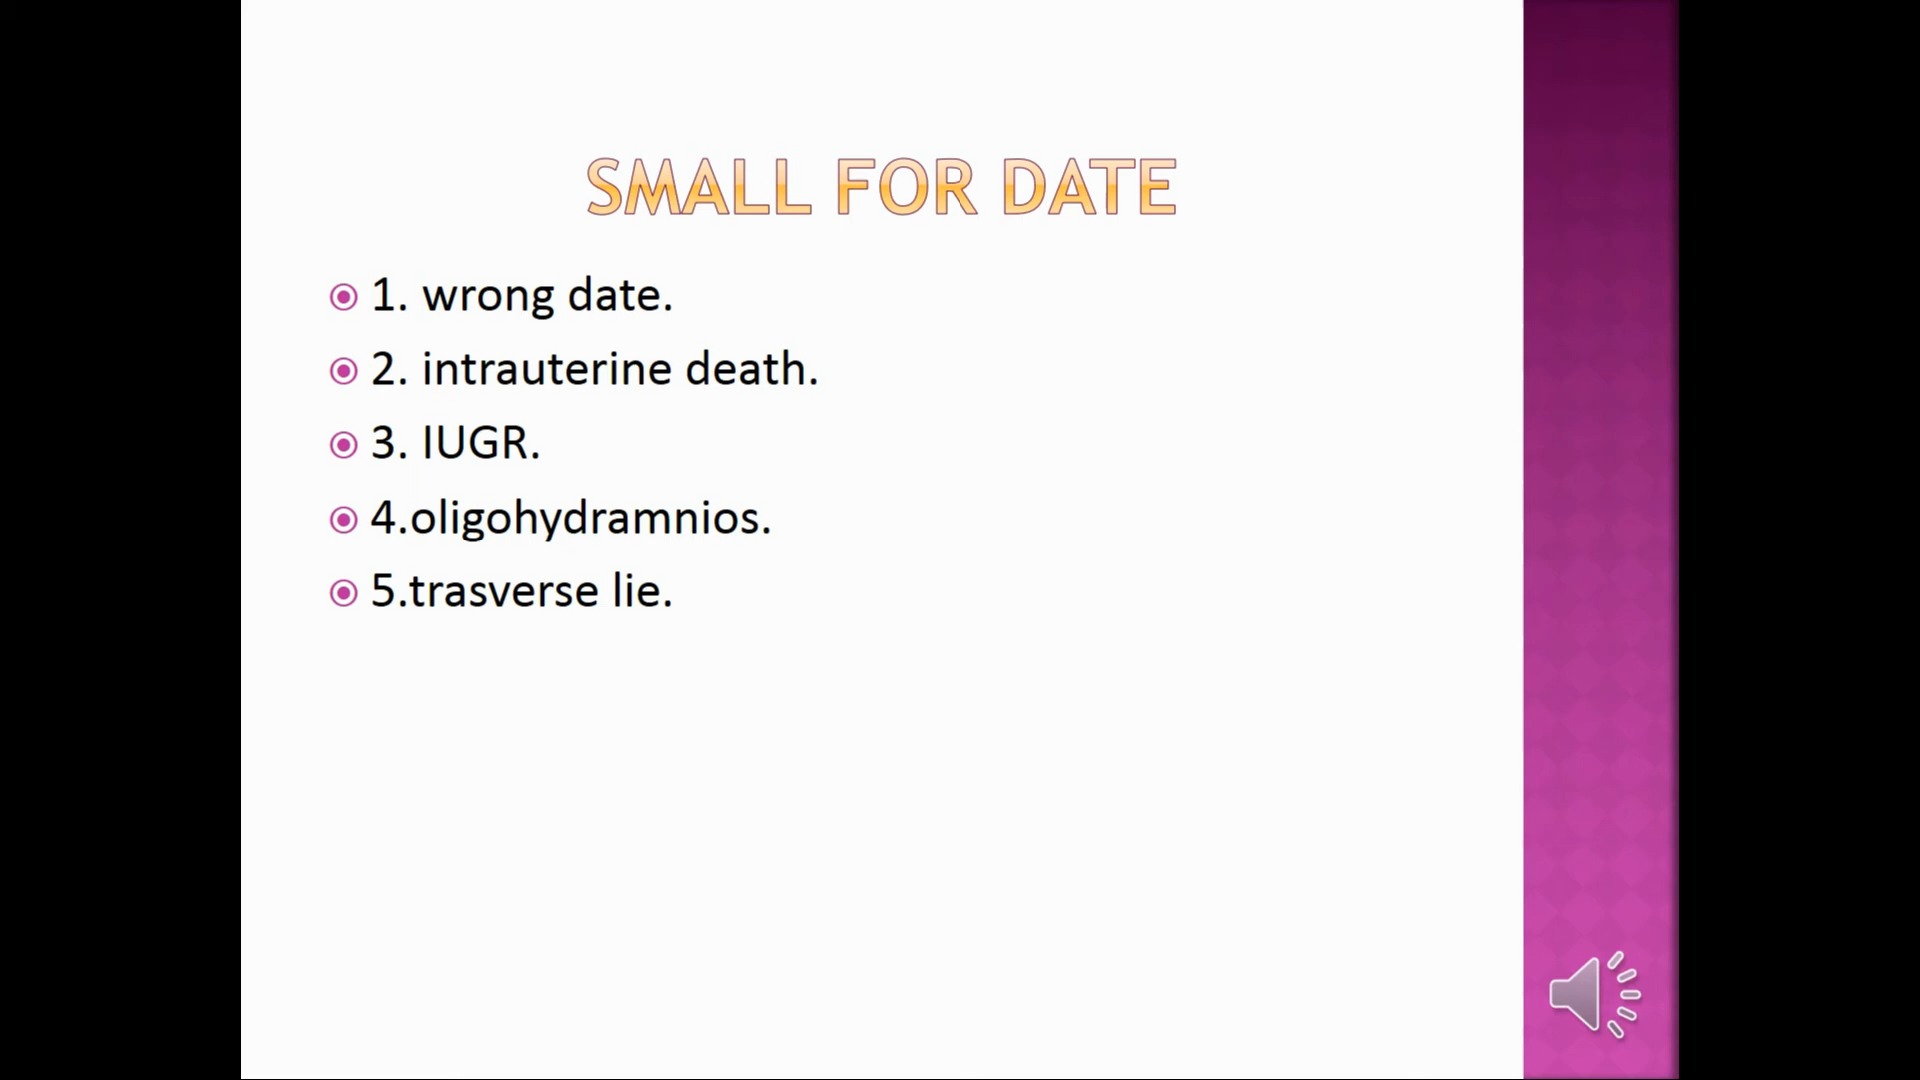 SMALL FOR DATE
1. wrong date.
2. intrauterine death.
3. IUGR.
4.oligohydramnios.
5.trasverse lie.